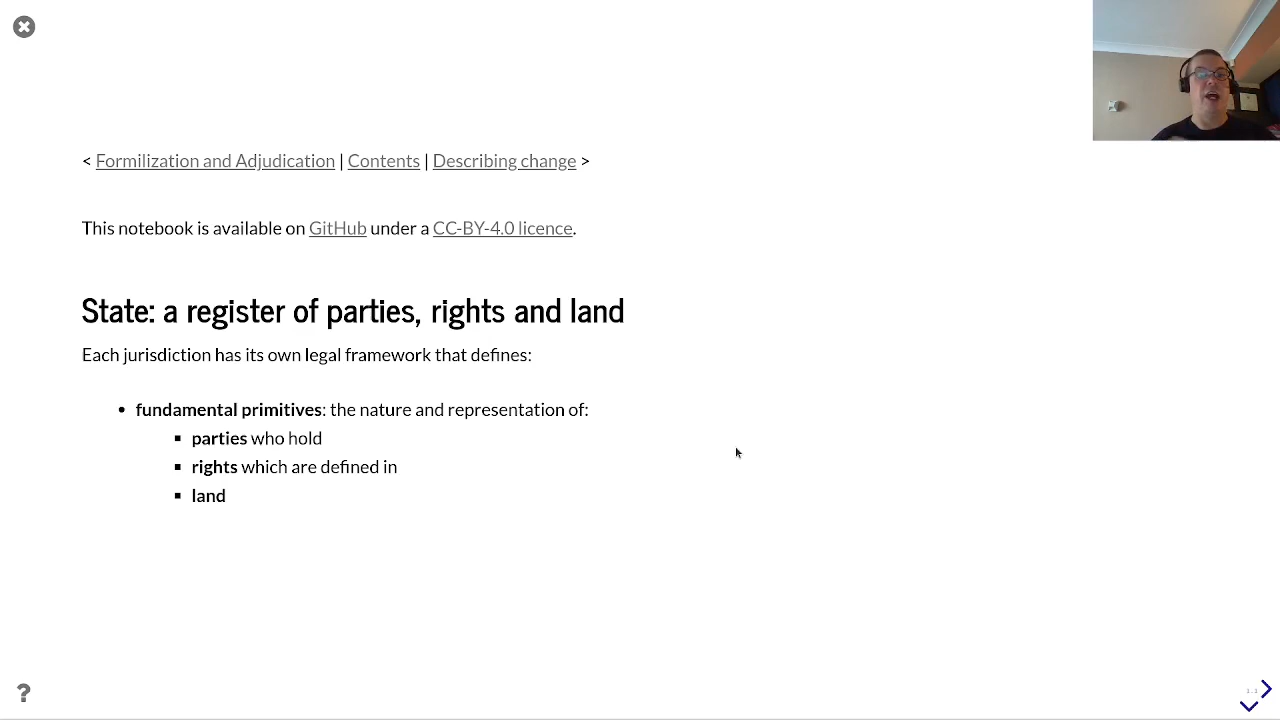 < Formilization and Adjudication | Contents | Describing change >
This notebook is available on GitHub under a CC-BY-4.0 licence.
State: a register of parties, rights and land
Each jurisdiction has its own legal framework that defines:
• fundamental primitives: the nature and representation of:
▪ parties who hold
▪ rights which are defined in
▪ land
?